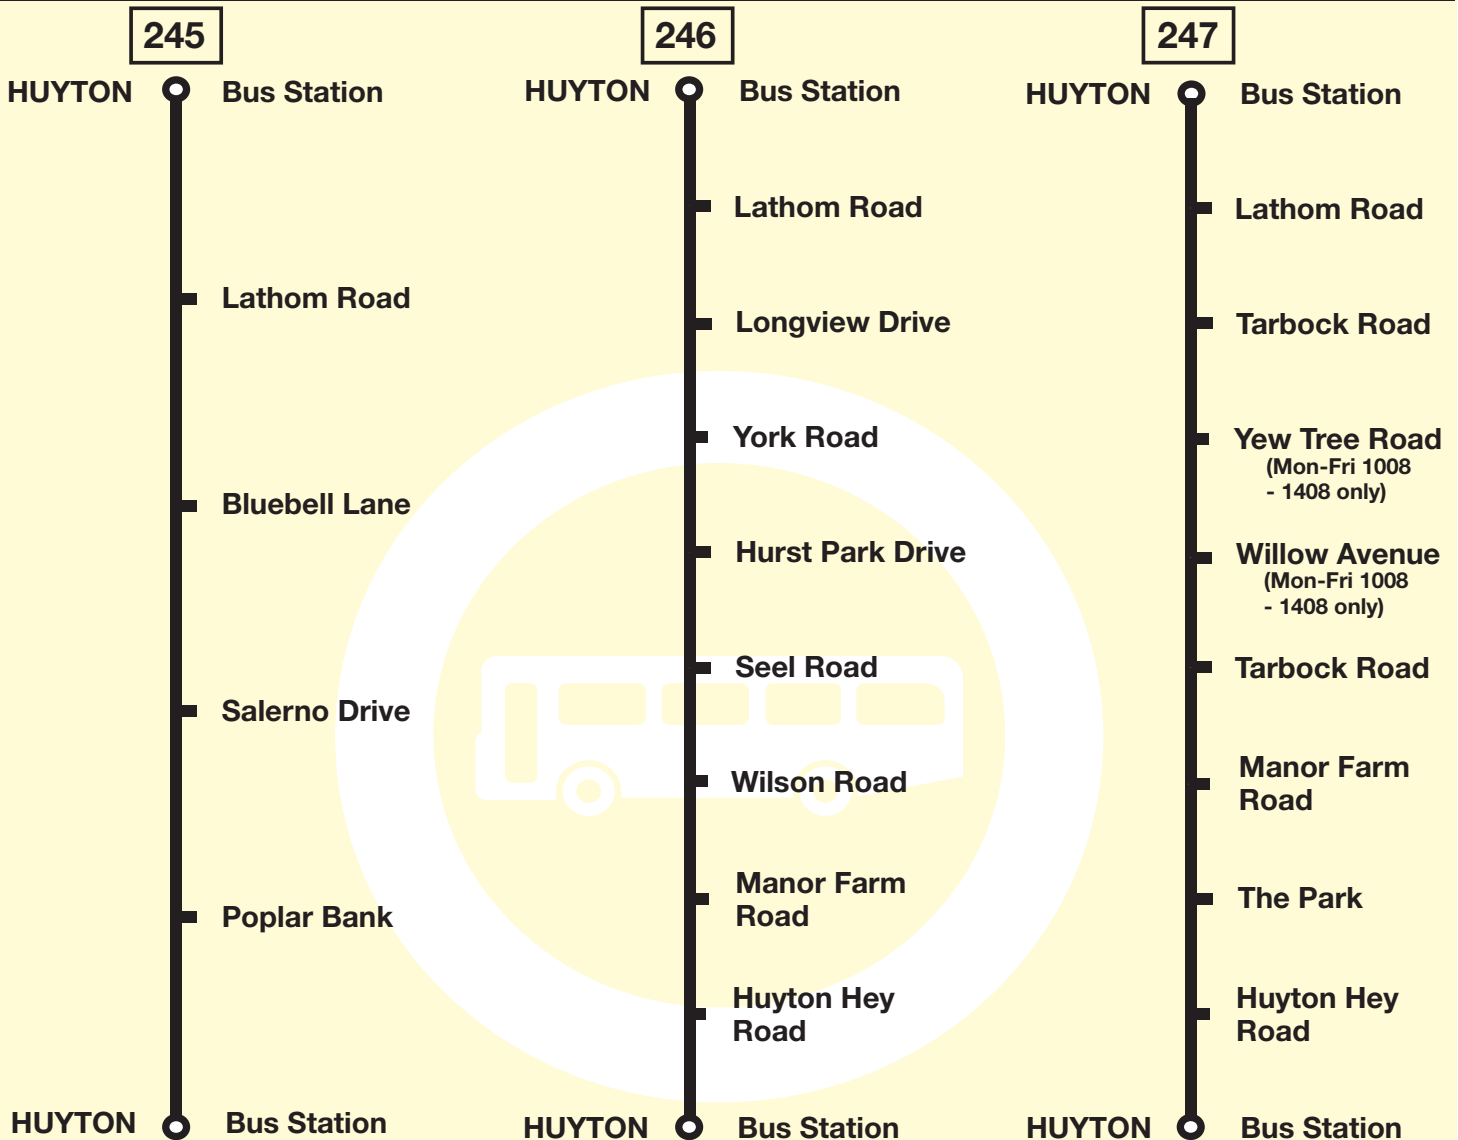 245
HUYTON Bus Station
Lathom Road
Bluebell Lane
Salerno Drive
Poplar Bank
HUYTON Bus Station
246
HUYTON Bus Station
Lathom Road
Longview Drive
York Road
Hurst Park Drive
Seel Road
Wilson Road
Manor Farm
Road
Huyton Hey
Road
HUYTON Bus Station
247
HUYTON Bus Station
Lathom Road
Tarbock Road
Yew Tree Road
(Mon-Fri 1008
- 1408 only)
Willow Avenue
(Mon-Fri 1008
- 1408 only)
Tarbock Road
Manor Farm
Road
The Park
Huyton Hey
Road
HUYTON Bus Station